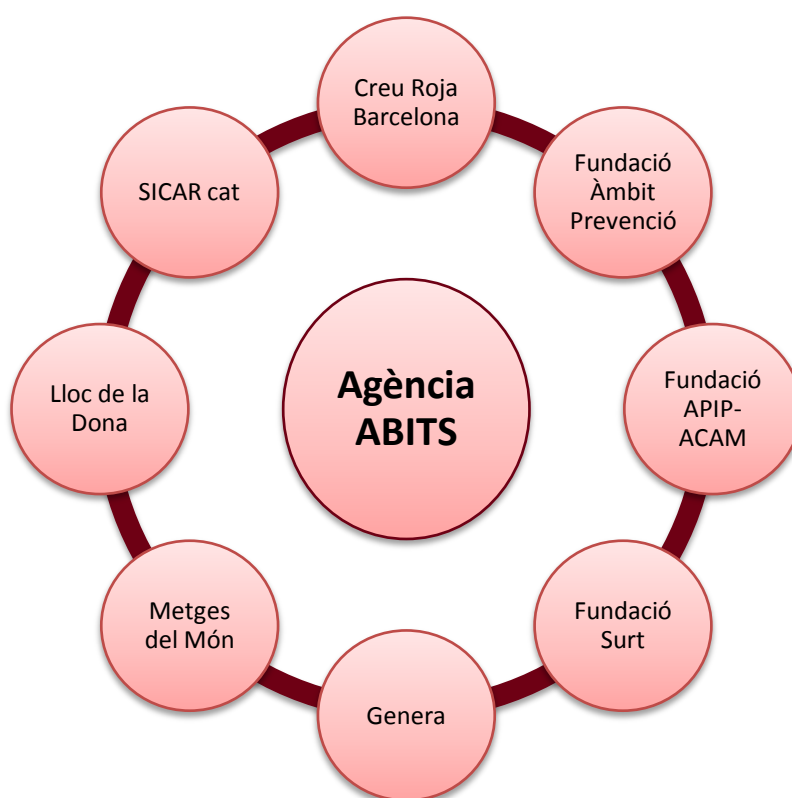 Creu Roja
Barcelona
Fundació
Àmbit
Prevenció
Fundació
APIP-
ACAM
Fundació
Surt
Genera
Metges
del Món
Lloc de la
Dona
SICAR cat
Agència
ABITS